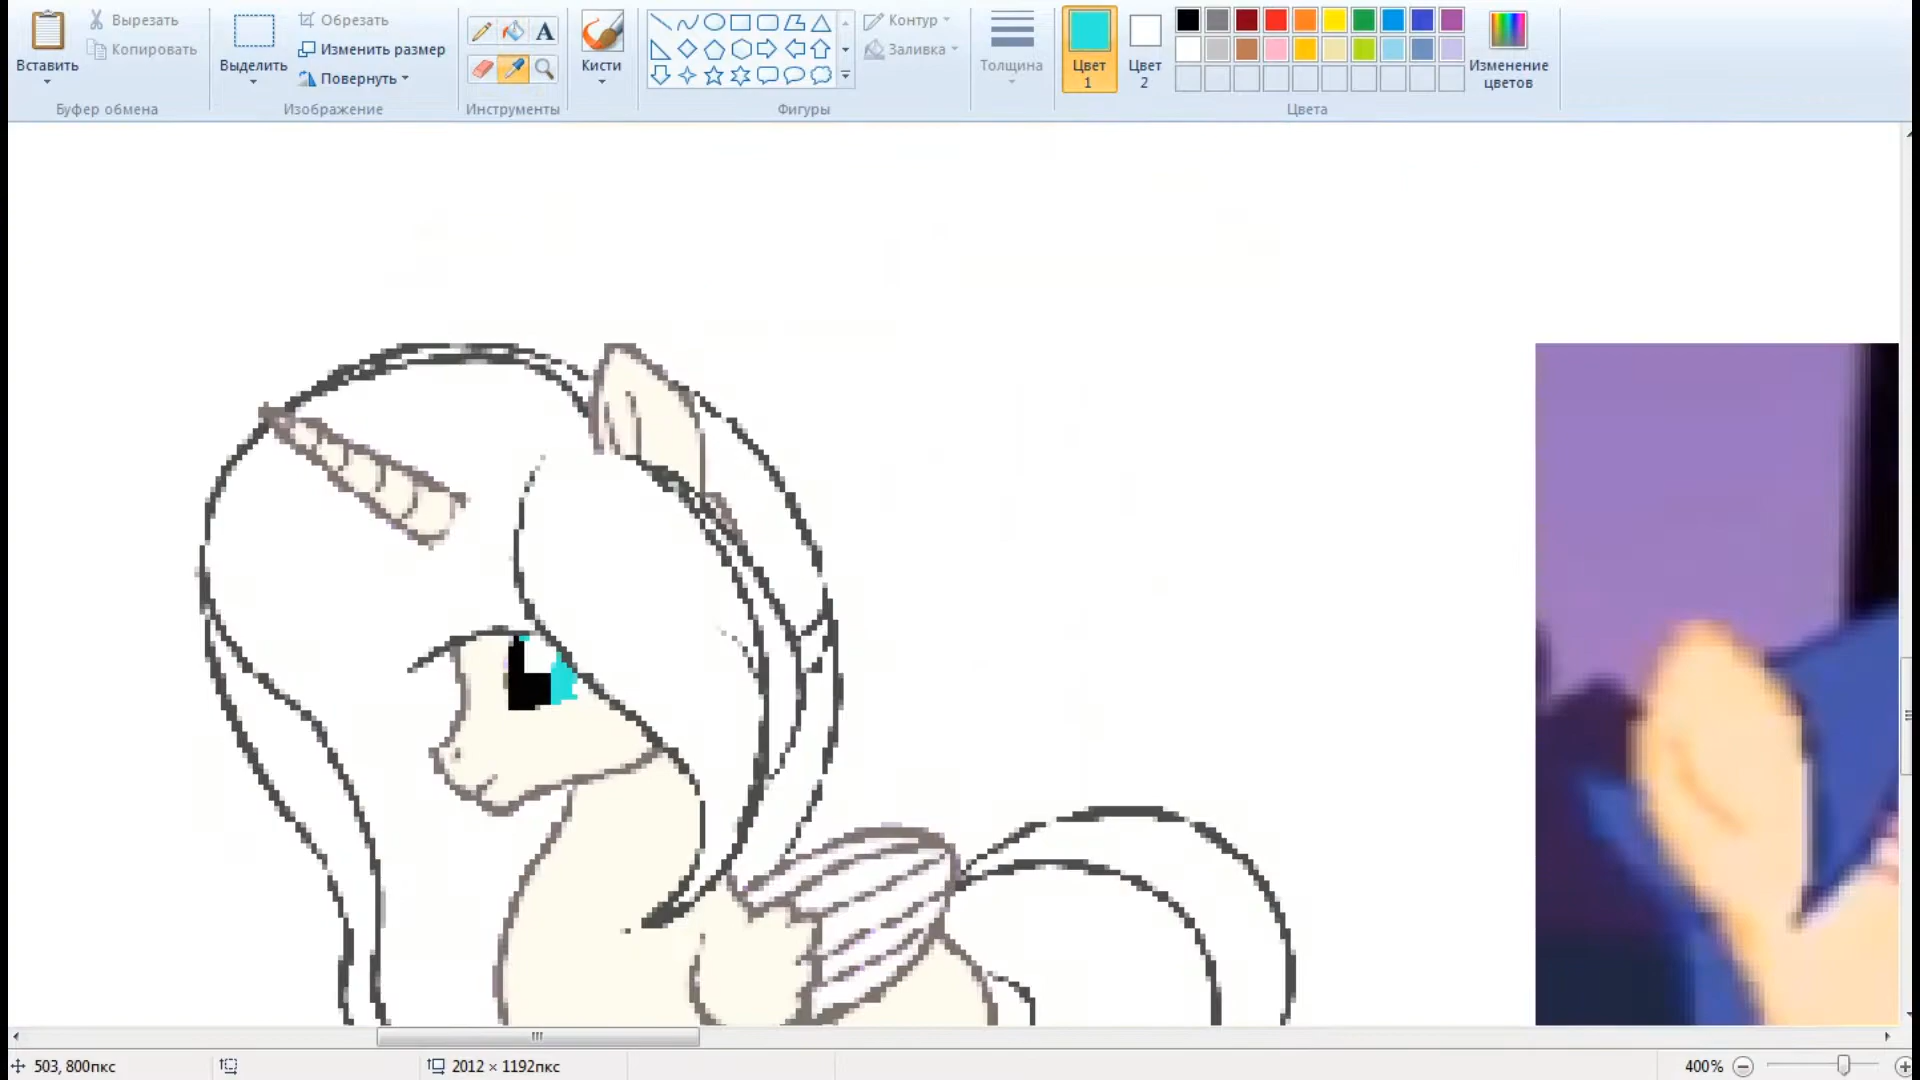 Вставить
Вырезать
Копировать
Буфер обмена
Выделить
Обрезать
Изменить размер
Повернуть
Изображение
A
Инструменты
Кисти
Контур
Заливка
Фигуры
Толщина
Цвет
1
Цвет
2
Изменение
цветов
Цвета
503, 800пкс
2012 × 1192пкс
400%